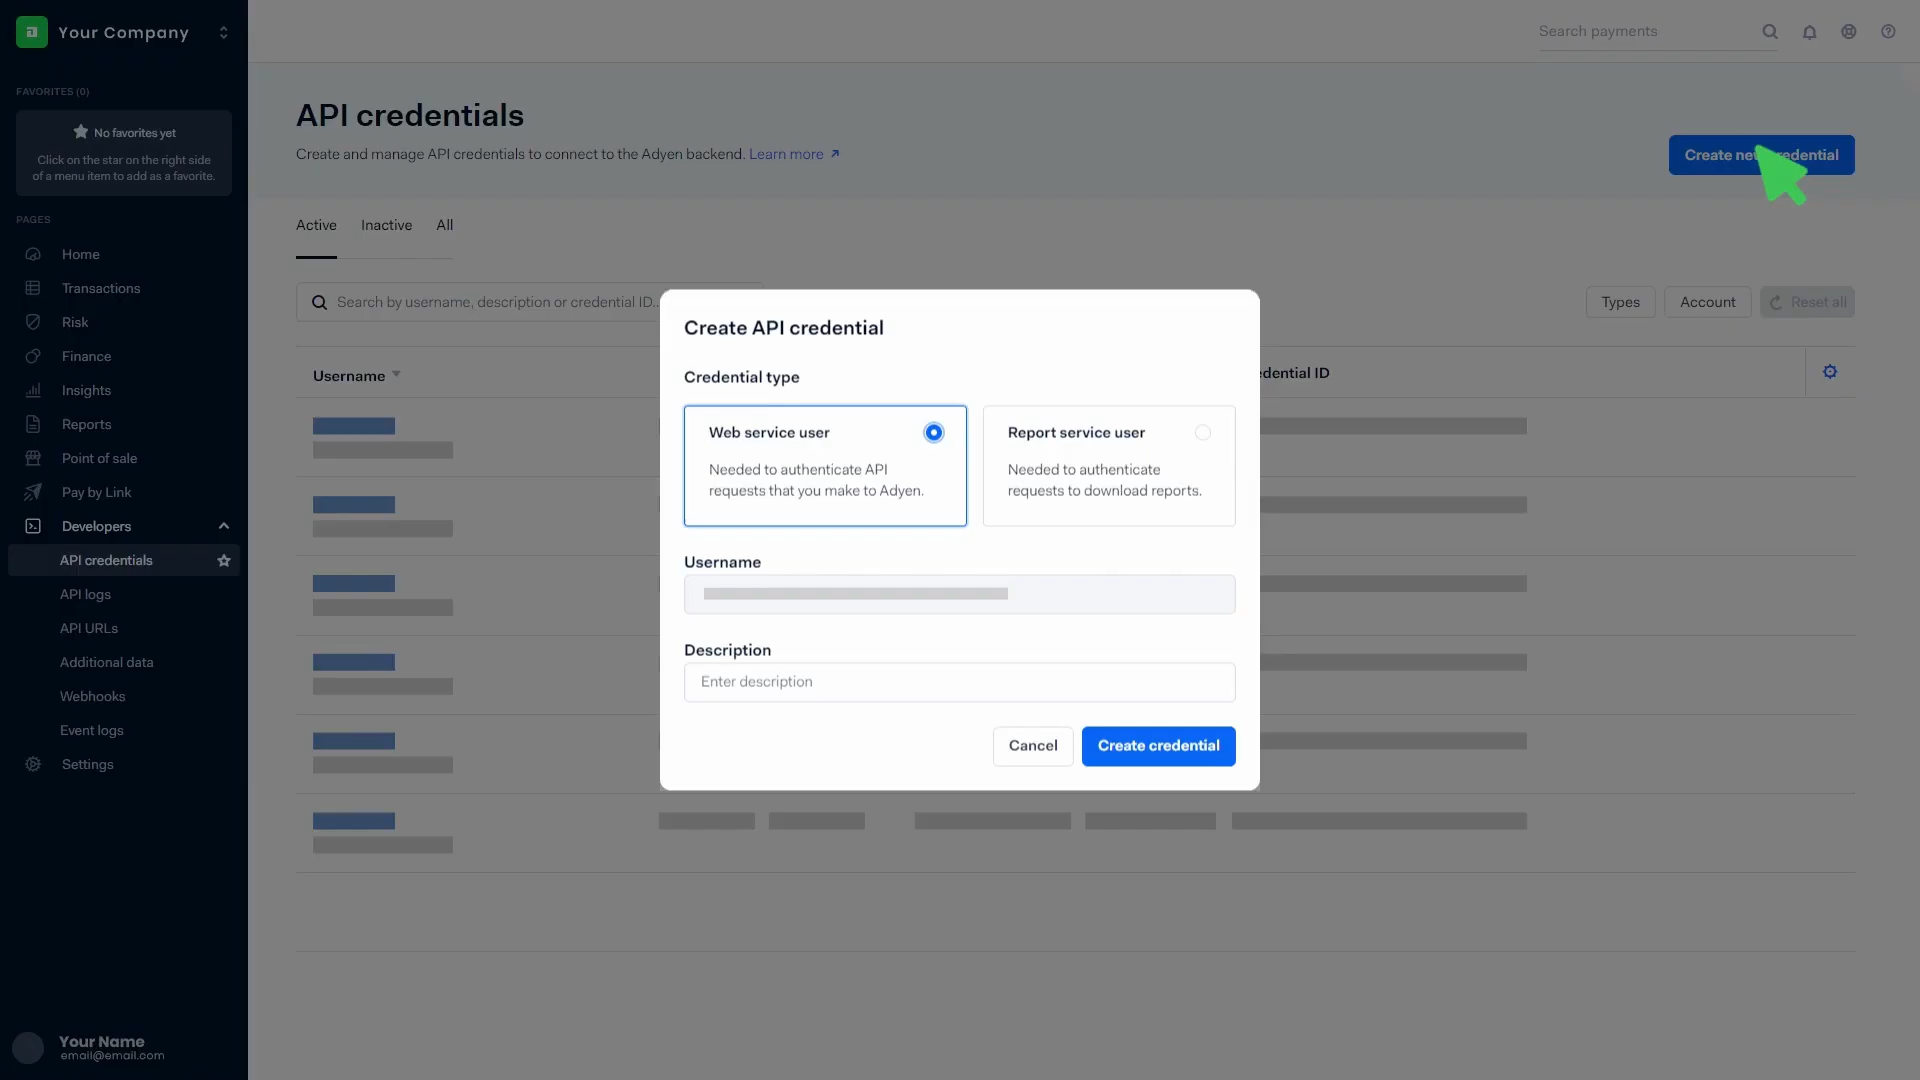 Your Company
Search payments
FAVORITES (0)
No favorites yet
Click on the star on the right side
of a menu item to add as a favorite.
PAGES
Home
Transactions
Risk
Finance
Insights
Reports
Point of sale
Pay by Link
Developers
API credentials
API logs
API URLs
Additional data
Webhooks
Event logs
Settings
Your Name
email@email.com
API credentials
Create and manage API credentials to connect to the Adyen backend. Learn more
Create new credential
Active Inactive All
Search by username, description or credential ID...
Types Account Reset all
Username
dential ID
Create API credential
Credential type
Web service user
Needed to authenticate API
requests that you make to Adyen.
Report service user
Needed to authenticate
requests to download reports.
Username
Description
Enter description
Cancel Create credential